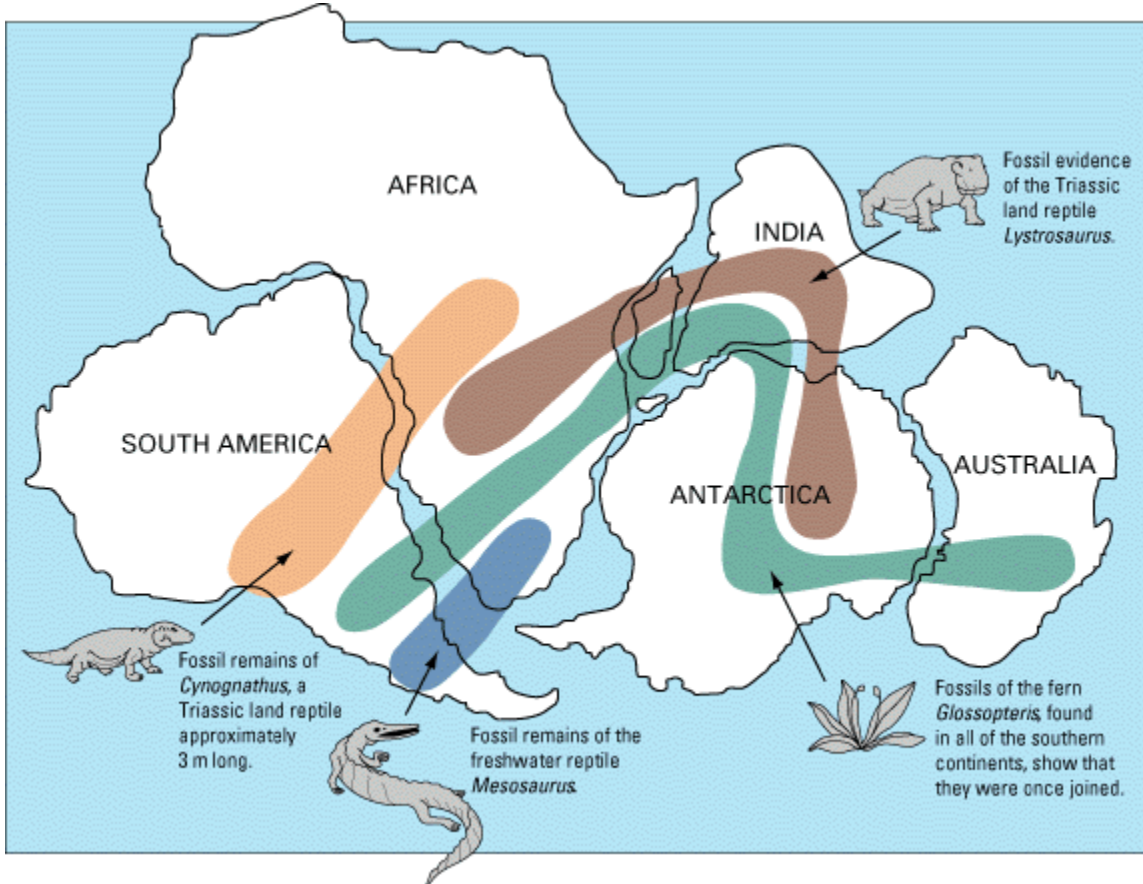 AFRICA
INDIA
Fossil evidence
of the Triassic
land reptile
Lystrosaurus.
SOUTH AMERICA
ANTARCTICA
AUSTRALIA
Fossil remains of
Cynognathus, a
Triassic land reptile
approximately
3 m long.
Fossil remains of the
freshwater reptile
Mesosaurus.
Fossils of the fern
Glossopteris, found
in all of the southern
continents, show that
they were once joined.